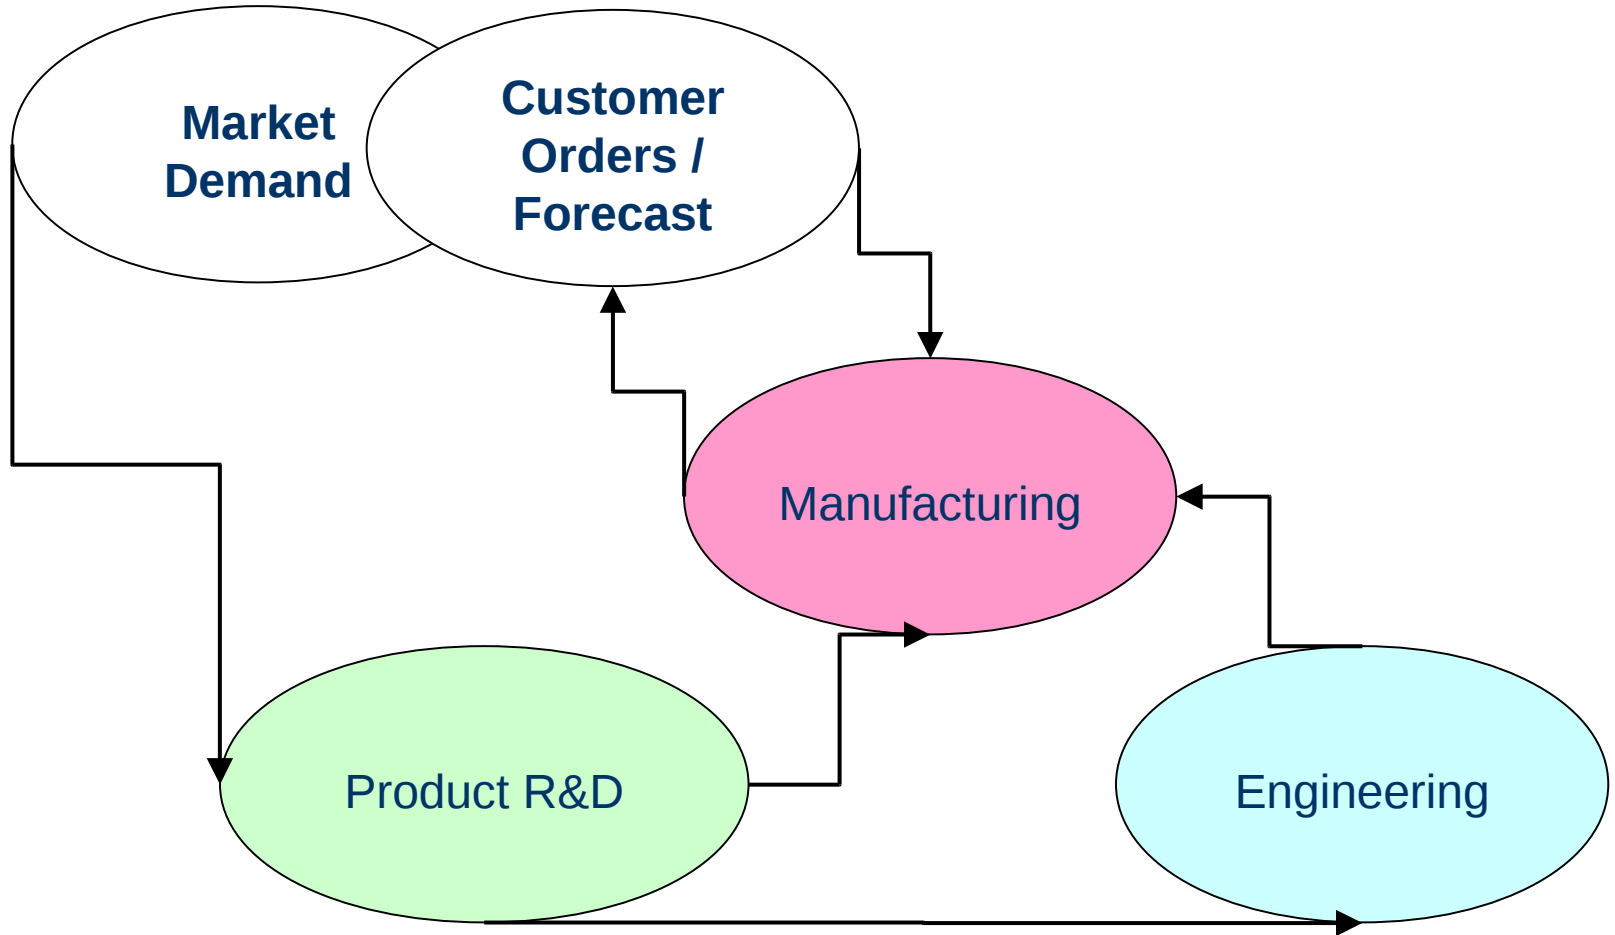 Market
Demand
Customer
Orders /
Forecast
Manufacturing
Product R&D
Engineering